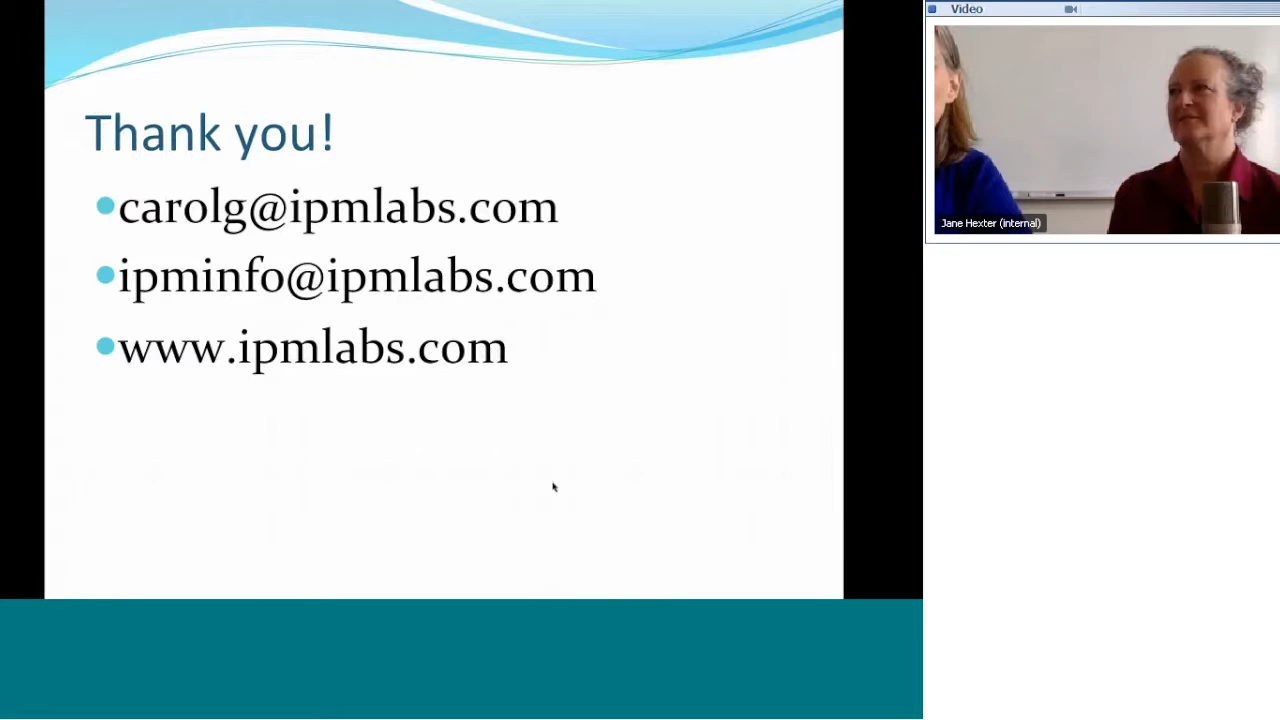 Video
Thank you!
carolg@ipmlabs.com
ipminfo@ipmlabs.com
www.ipmlabs.com
Jane Hexter (internal)